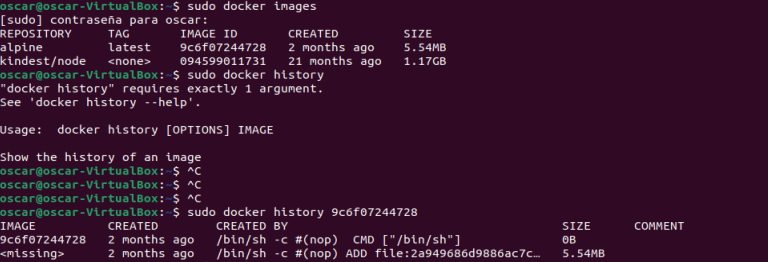 oscar@oscar-VirtualBox:~$ sudo docker images
[sudo] contraseña para oscar:
REPOSITORY     TAG       IMAGE ID       CREATED         SIZE
alpine         latest    9c6f07244728   2 months ago    5.54MB
kindest/node   <none>    094599011731   21 months ago   1.17GB
oscar@oscar-VirtualBox:~$ sudo docker history
"docker history" requires exactly 1 argument.
See 'docker history --help'.
Usage:  docker history [OPTIONS] IMAGE
Show the history of an image
oscar@oscar-VirtualBox:~$ ^C
oscar@oscar-VirtualBox:~$ ^C
oscar@oscar-VirtualBox:~$ ^C
oscar@oscar-VirtualBox:~$ sudo docker history 9c6f07244728
IMAGE          CREATED        CREATED BY                                      SIZE      COMMENT
9c6f07244728   2 months ago   /bin/sh -c #(nop)  CMD ["/bin/sh"]              0B
<missing>      2 months ago   /bin/sh -c #(nop) ADD file:2a949686d9886ac7c…   5.54MB